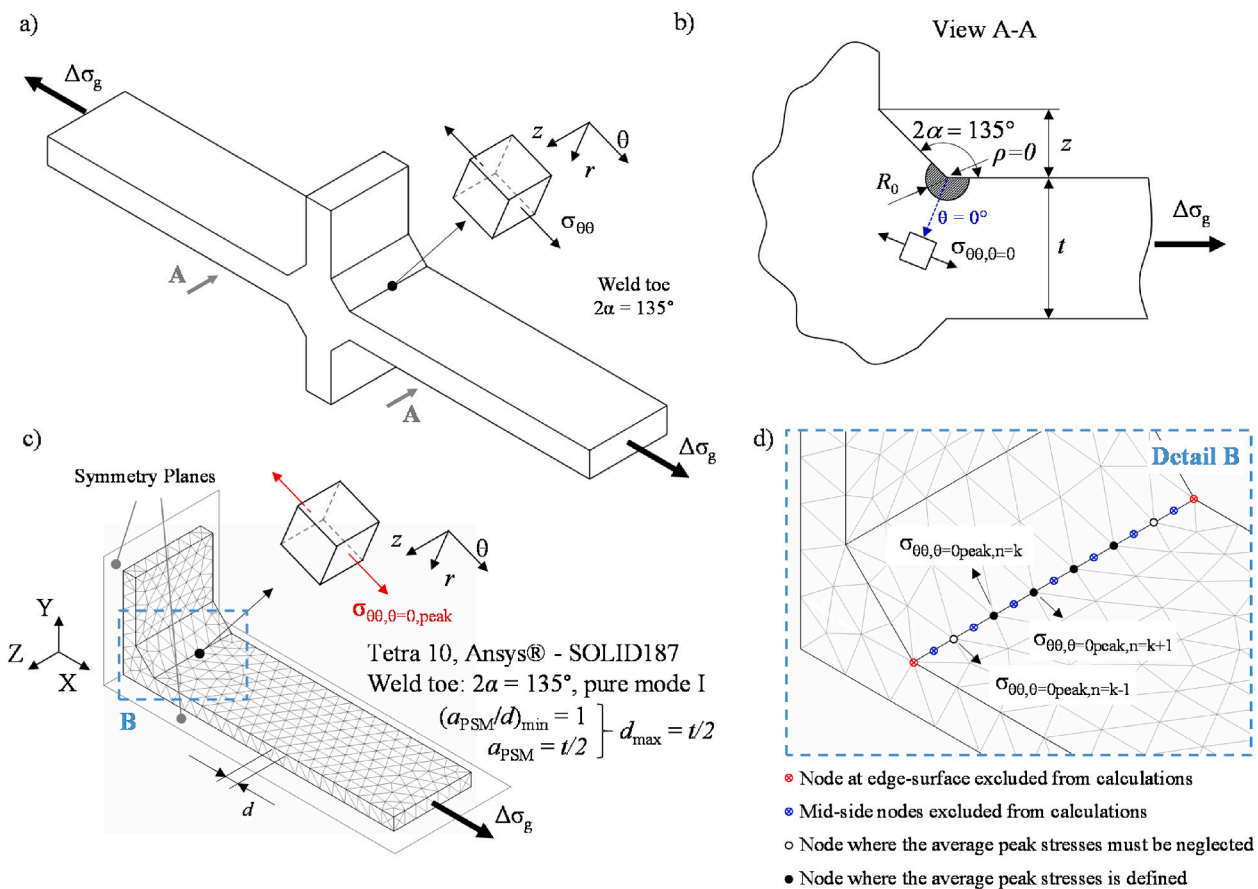 a)
Δσg
z
θ
r
σθθ
Weld toe
2α = 135°
A
A
Δσg
b)
View A-A
2α = 135°
ρ=0
z
R0
θ = 0°
σθθ,θ=0
t
Δσg
c)
Symmetry Planes
z
θ
r
σθθ,θ=0,peak
Y
Z
X
B
Tetra 10, Ansys® - SOLID187
Weld toe: 2α = 135°, pure mode I
(aPSM/d)min = 1
aPSM = t/2
dmax = t/2
d
Δσg
d)
Detail B
σθθ,θ=0peak,n=k
σθθ,θ=0peak,n=k+1
σθθ,θ=0peak,n=k-1
Node at edge-surface excluded from calculations
Mid-side nodes excluded from calculations
Node where the average peak stresses must be neglected
Node where the average peak stresses is defined